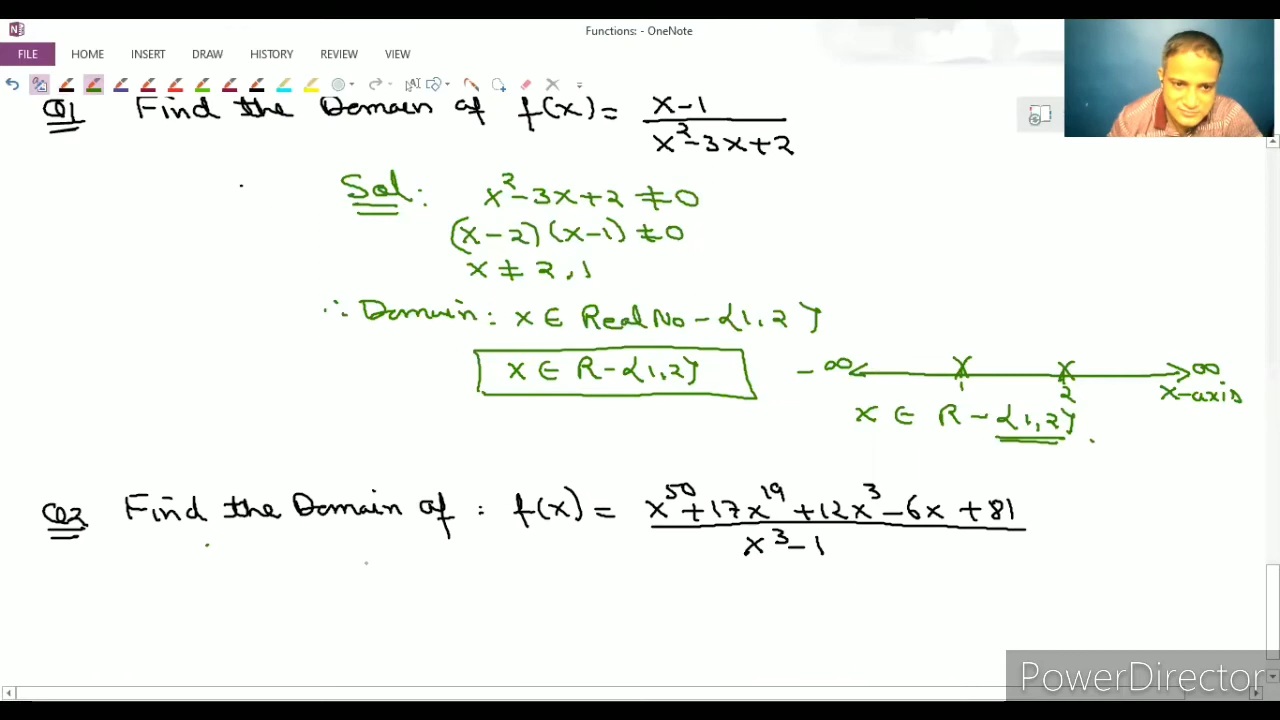 Functions: - OneNote
FILE HOME INSERT DRAW HISTORY REVIEW VIEW
Q1 Find the Domain of f(x) = x-1
x²-3x+2
Sol: x²-3x+2 ≠ 0
(x-2)(x-1) ≠ 0
x ≠ 2, 1
∴ Domain: x ∈ Real No - {1, 2}
x ∈ R - {1,2}
- ∞ x x ∞
1 2 x-axis
x ∈ R - {1,2}.
Q2 Find the Domain of : f(x) = x⁵⁰+17x¹⁹+12x³-6x+81
x³-1
PowerDirector